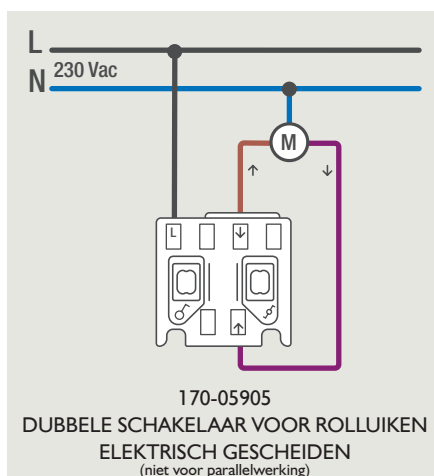 L
230 Vac
N
M
↑ ↓
L ↓
↑
170-05905
DUBBELE SCHAKELAAR VOOR ROLLUIKEN
ELEKTRISCH GESCHEIDEN
(niet voor parallelwerking)